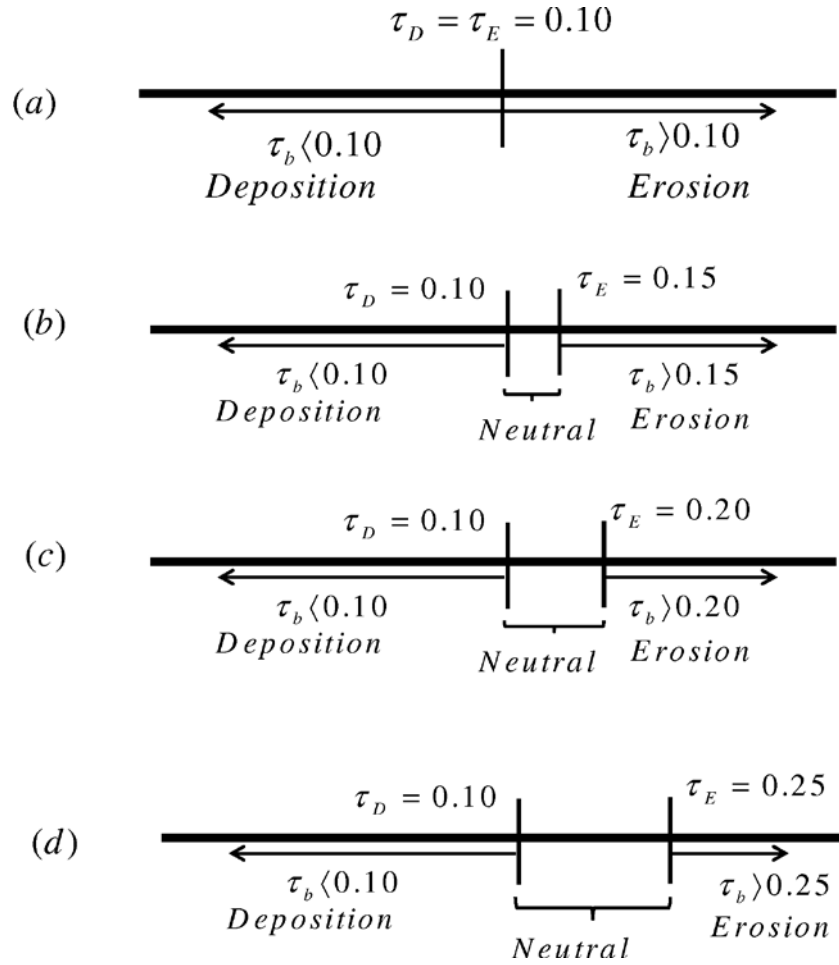 τ_D = τ_E = 0.10
(a)
τ_b⟨0.10 τ_b⟩0.10
Deposition Erosion
τ_D = 0.10 τ_E = 0.15
(b)
τ_b⟨0.10 τ_b⟩0.15
Deposition Neutral Erosion
τ_D = 0.10 τ_E = 0.20
(c)
τ_b⟨0.10 τ_b⟩0.20
Deposition Neutral Erosion
τ_D = 0.10 τ_E = 0.25
(d)
τ_b⟨0.10 τ_b⟩0.25
Deposition Neutral Erosion